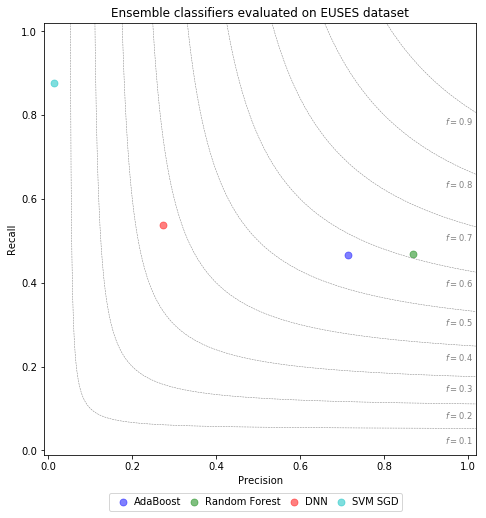 Ensemble classifiers evaluated on EUSES dataset
1.0
0.8
0.6
0.4
0.2
0.0
Recall
f = 0.9
f = 0.8
f = 0.7
f = 0.6
f = 0.5
f = 0.4
f = 0.3
f = 0.2
f = 0.1
0.0 0.2 0.4 0.6 0.8 1.0
Precision
AdaBoost Random Forest DNN SVM SGD